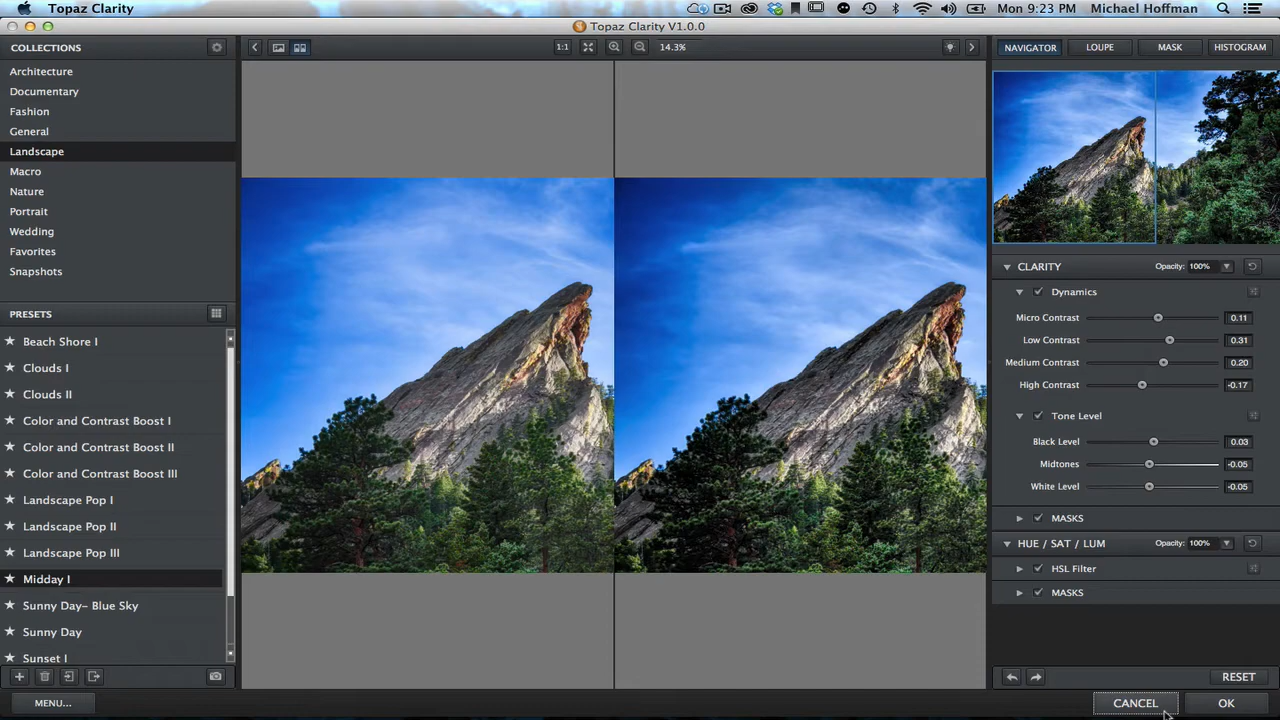 Topaz Clarity
Mon 9:23 PM Michael Hoffman
Topaz Clarity V1.0.0
COLLECTIONS
1:1
14.3%
NAVIGATOR LOUPE MASK HISTOGRAM
Architecture
Documentary
Fashion
General
Landscape
Macro
Nature
Portrait
Wedding
Favorites
Snapshots
PRESETS
Beach Shore I
Clouds I
Clouds II
Color and Contrast Boost I
Color and Contrast Boost II
Color and Contrast Boost III
Landscape Pop I
Landscape Pop II
Landscape Pop III
Midday I
Sunny Day- Blue Sky
Sunny Day
Sunset I
MENU...
CLARITY Opacity: 100%
Dynamics
Micro Contrast 0.11
Low Contrast 0.31
Medium Contrast 0.20
High Contrast -0.17
Tone Level
Black Level 0.03
Midtones -0.05
White Level -0.05
MASKS
HUE / SAT / LUM Opacity: 100%
HSL Filter
MASKS
RESET
CANCEL OK